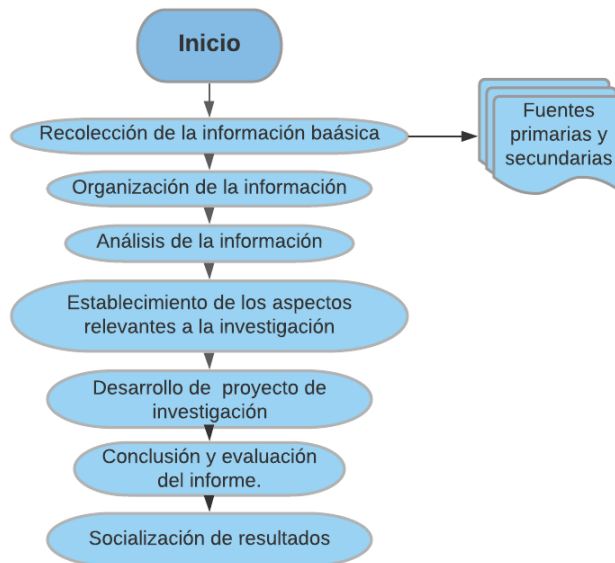 Inicio
Recolección de la información baásica
Fuentes
primarias y
secundarias
Organización de la información
Análisis de la información
Establecimiento de los aspectos
relevantes a la investigación
Desarrollo de  proyecto de
investigación
Conclusión y evaluación
del informe.
Socialización de resultados